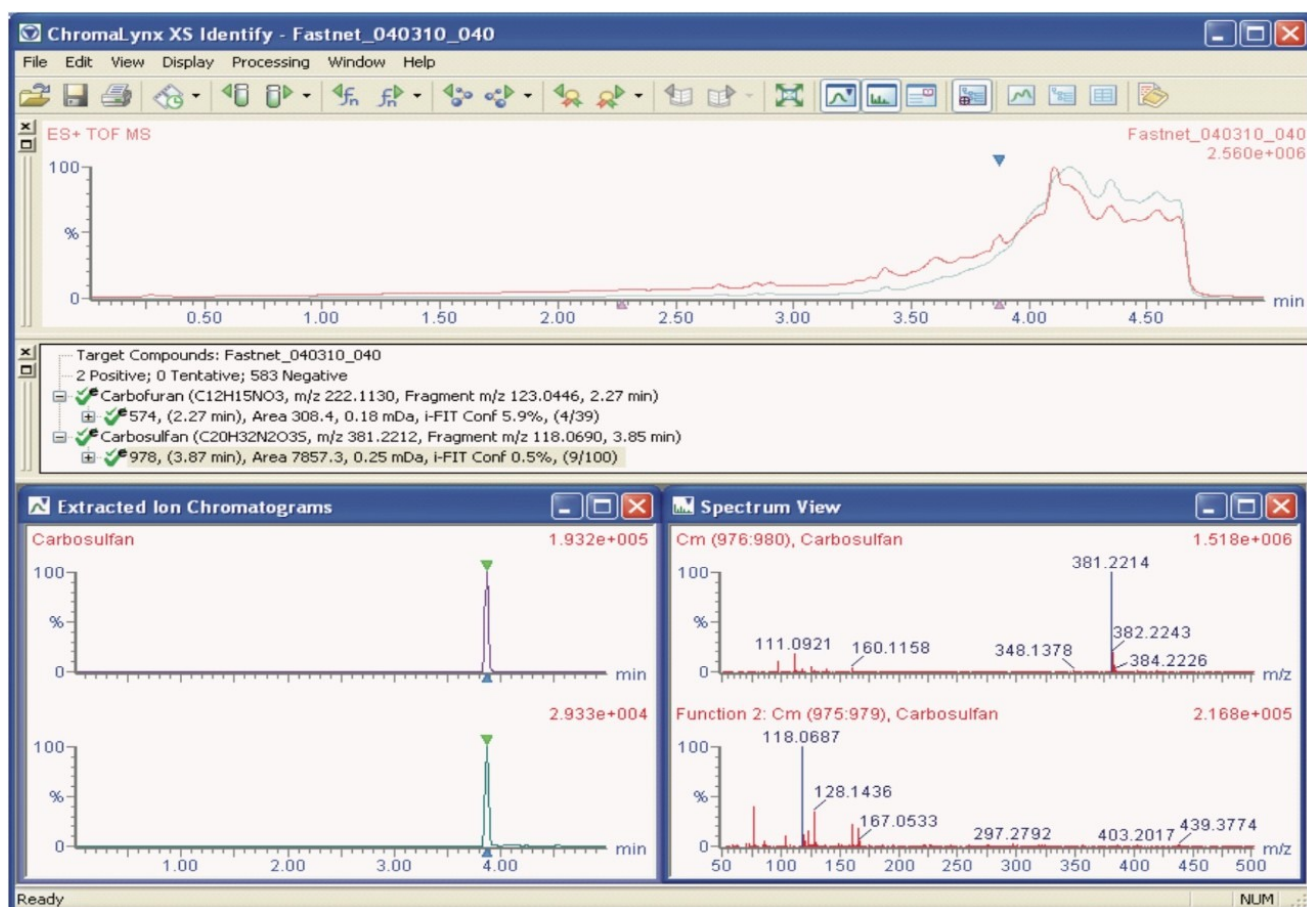 ChromaLynx XS Identify - Fastnet_040310_040
File Edit View Display Processing Window Help
ES+ TOF MS
Fastnet_040310_040
2.560e+006
100
%
0
0.50 1.00 1.50 2.00 2.50 3.00 3.50 4.00 4.50
min
Target Compounds: Fastnet_040310_040
2 Positive; 0 Tentative; 583 Negative
Carbofuran (C12H15NO3, m/z 222.1130, Fragment m/z 123.0446, 2.27 min)
574, (2.27 min), Area 308.4, 0.18 mDa, i-FIT Conf 5.9%, (4/39)
Carbosulfan (C20H32N2O3S, m/z 381.2212, Fragment m/z 118.0690, 3.85 min)
978, (3.87 min), Area 7857.3, 0.25 mDa, i-FIT Conf 0.5%, (9/100)
Extracted Ion Chromatograms
Carbosulfan
1.932e+005
100
%
0
min
2.933e+004
100
%
0
1.00 2.00 3.00 4.00
min
Spectrum View
Cm (976:980), Carbosulfan
1.518e+006
381.2214
100
%
382.2243
111.0921
160.1158
348.1378
384.2226
0
m/z
Function 2: Cm (975:979), Carbosulfan
2.168e+005
118.0687
100
%
128.1436
167.0533
297.2792
403.2017
439.3774
0
50 100 150 200 250 300 350 400 450 500
m/z
Ready
NUM